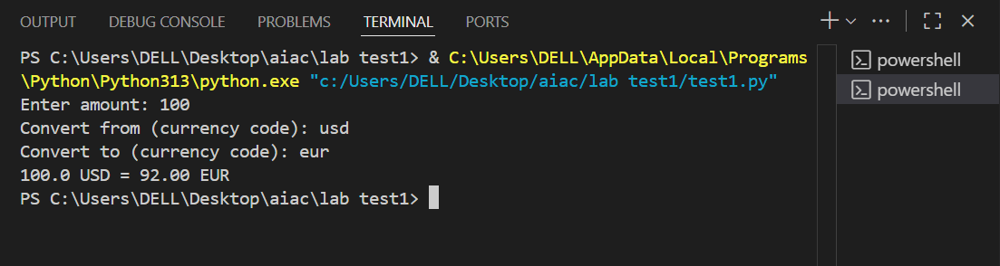 OUTPUT DEBUG CONSOLE PROBLEMS TERMINAL PORTS
PS C:\Users\DELL\Desktop\aiac\lab test1> & C:\Users\DELL\AppData\Local\Programs
\Python\Python313\python.exe "c:/Users/DELL/Desktop/aiac/lab test1/test1.py"
Enter amount: 100
Convert from (currency code): usd
Convert to (currency code): eur
100.0 USD = 92.00 EUR
PS C:\Users\DELL\Desktop\aiac\lab test1>
powershell
powershell